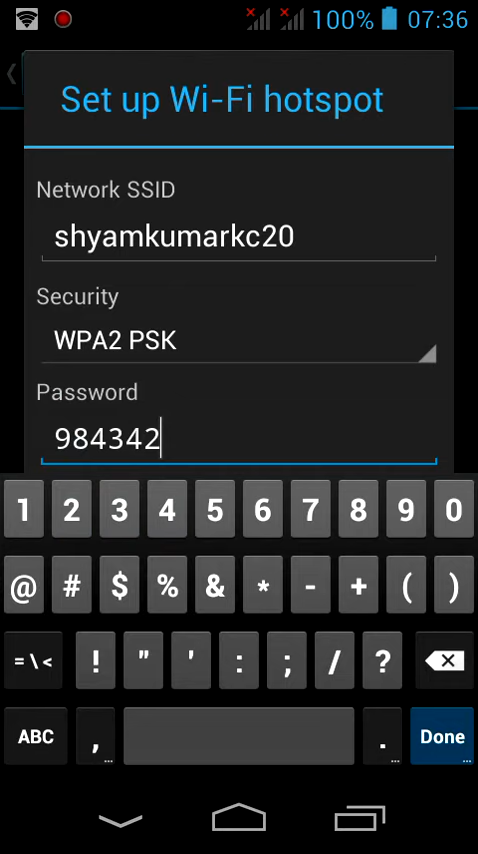 100% 07:36
Set up Wi-Fi hotspot
Network SSID
shyamkumarkc20
Security
WPA2 PSK
Password
984342
1 2 3 4 5 6 7 8 9 0
@ # $ % & * - + ( )
= \ < ! " ' : ; / ?
ABC , ... . ... Done ...